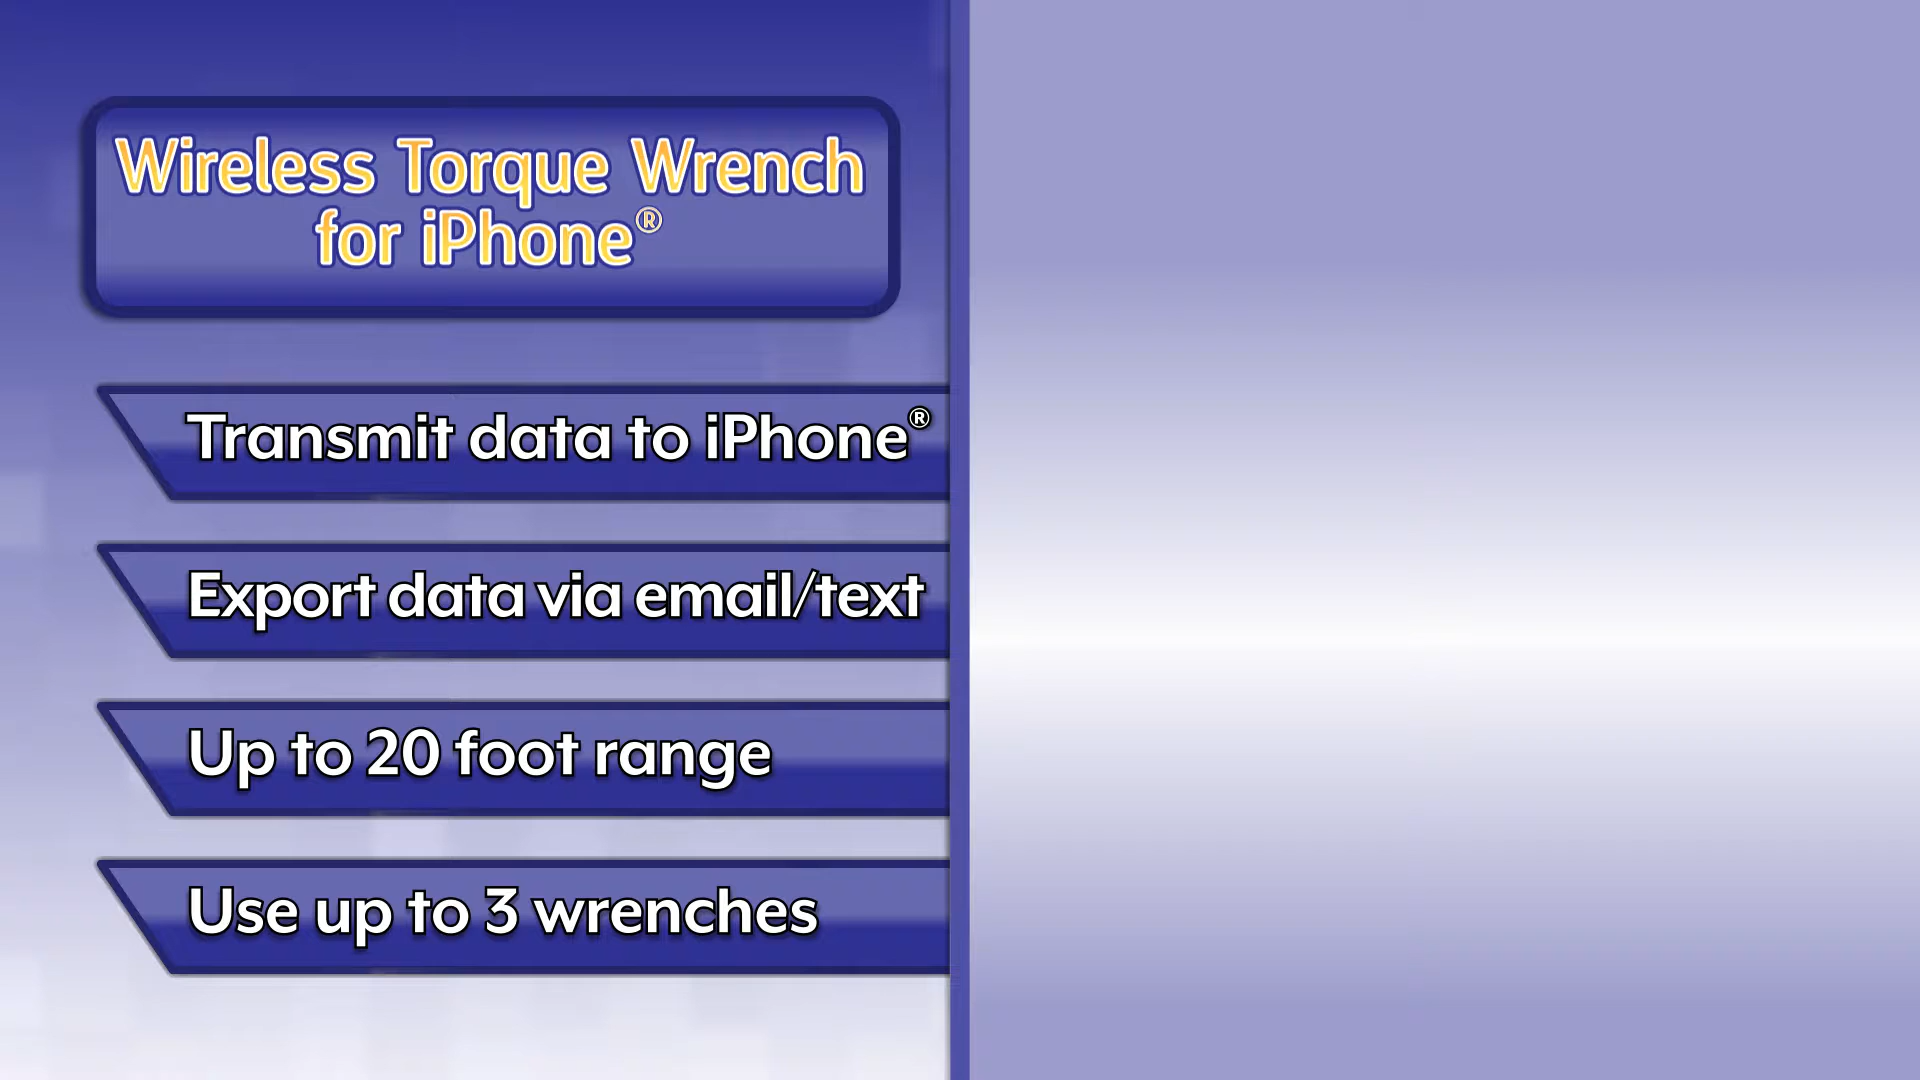 Wireless Torque Wrench
for iPhone®
Transmit data to iPhone®
Export data via email/text
Up to 20 foot range
Use up to 3 wrenches